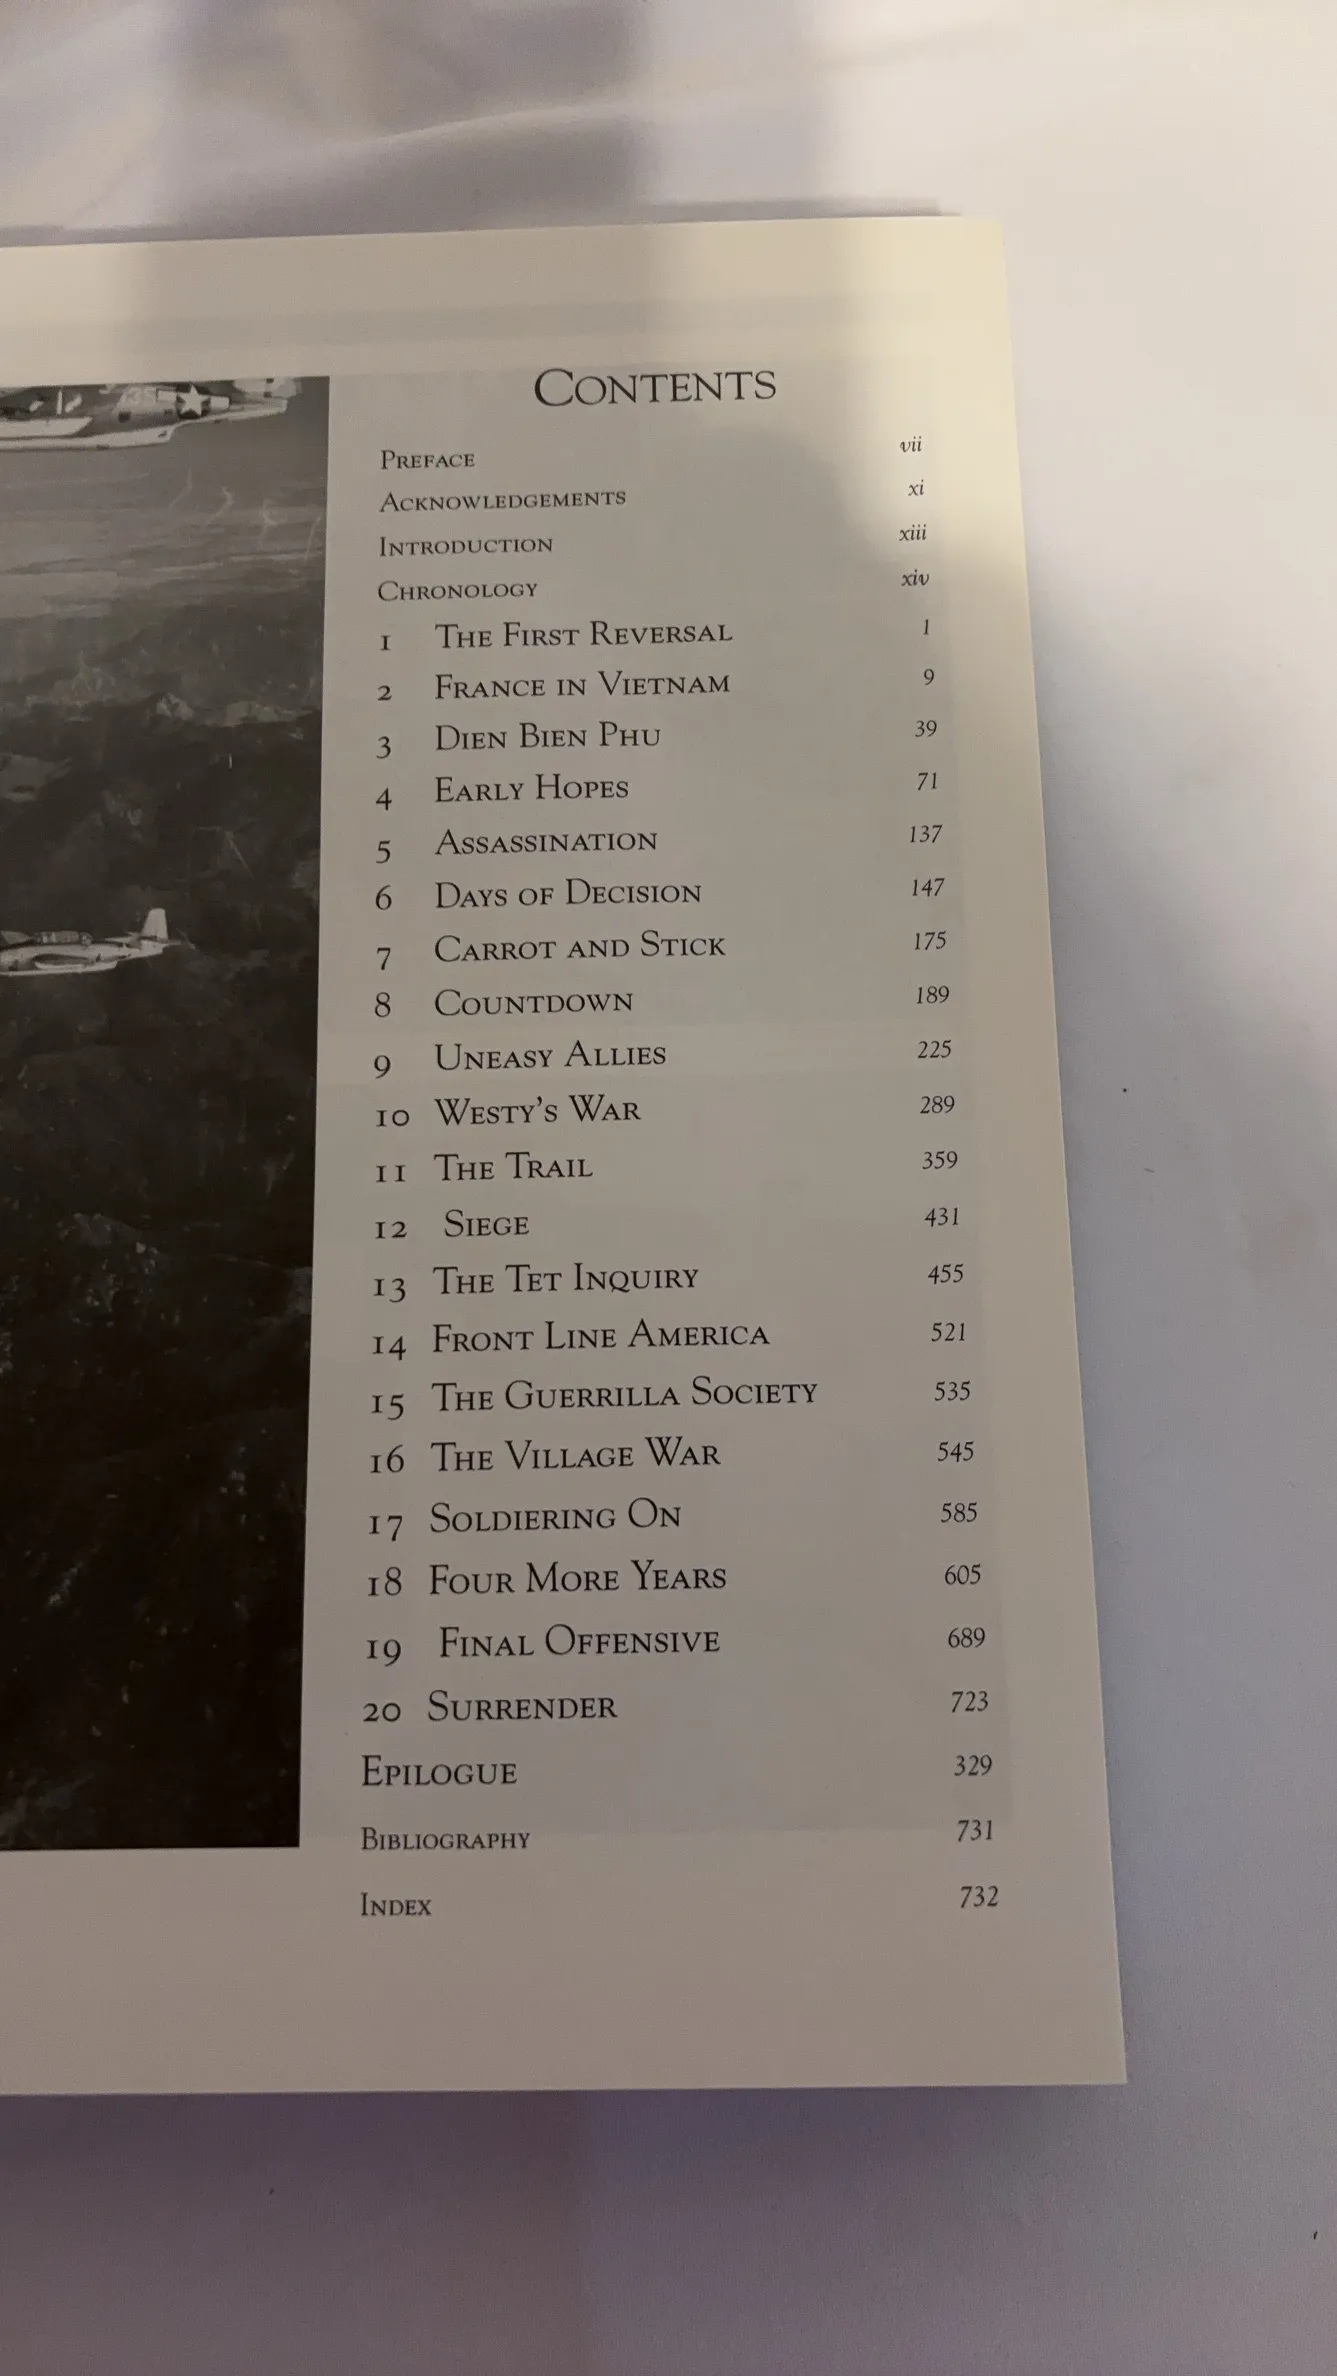 CONTENTS
PREFACE vii
ACKNOWLEDGEMENTS xi
INTRODUCTION xiii
CHRONOLOGY xiv
1 THE FIRST REVERSAL 1
2 FRANCE IN VIETNAM 9
3 DIEN BIEN PHU 39
4 EARLY HOPES 71
5 ASSASSINATION 137
6 DAYS OF DECISION 147
7 CARROT AND STICK 175
8 COUNTDOWN 189
9 UNEASY ALLIES 225
10 WESTY'S WAR 289
11 THE TRAIL 359
12 SIEGE 431
13 THE TET INQUIRY 455
14 FRONT LINE AMERICA 521
15 THE GUERRILLA SOCIETY 535
16 THE VILLAGE WAR 545
17 SOLDIERING ON 585
18 FOUR MORE YEARS 605
19 FINAL OFFENSIVE 689
20 SURRENDER 723
EPILOGUE 329
BIBLIOGRAPHY 731
INDEX 732